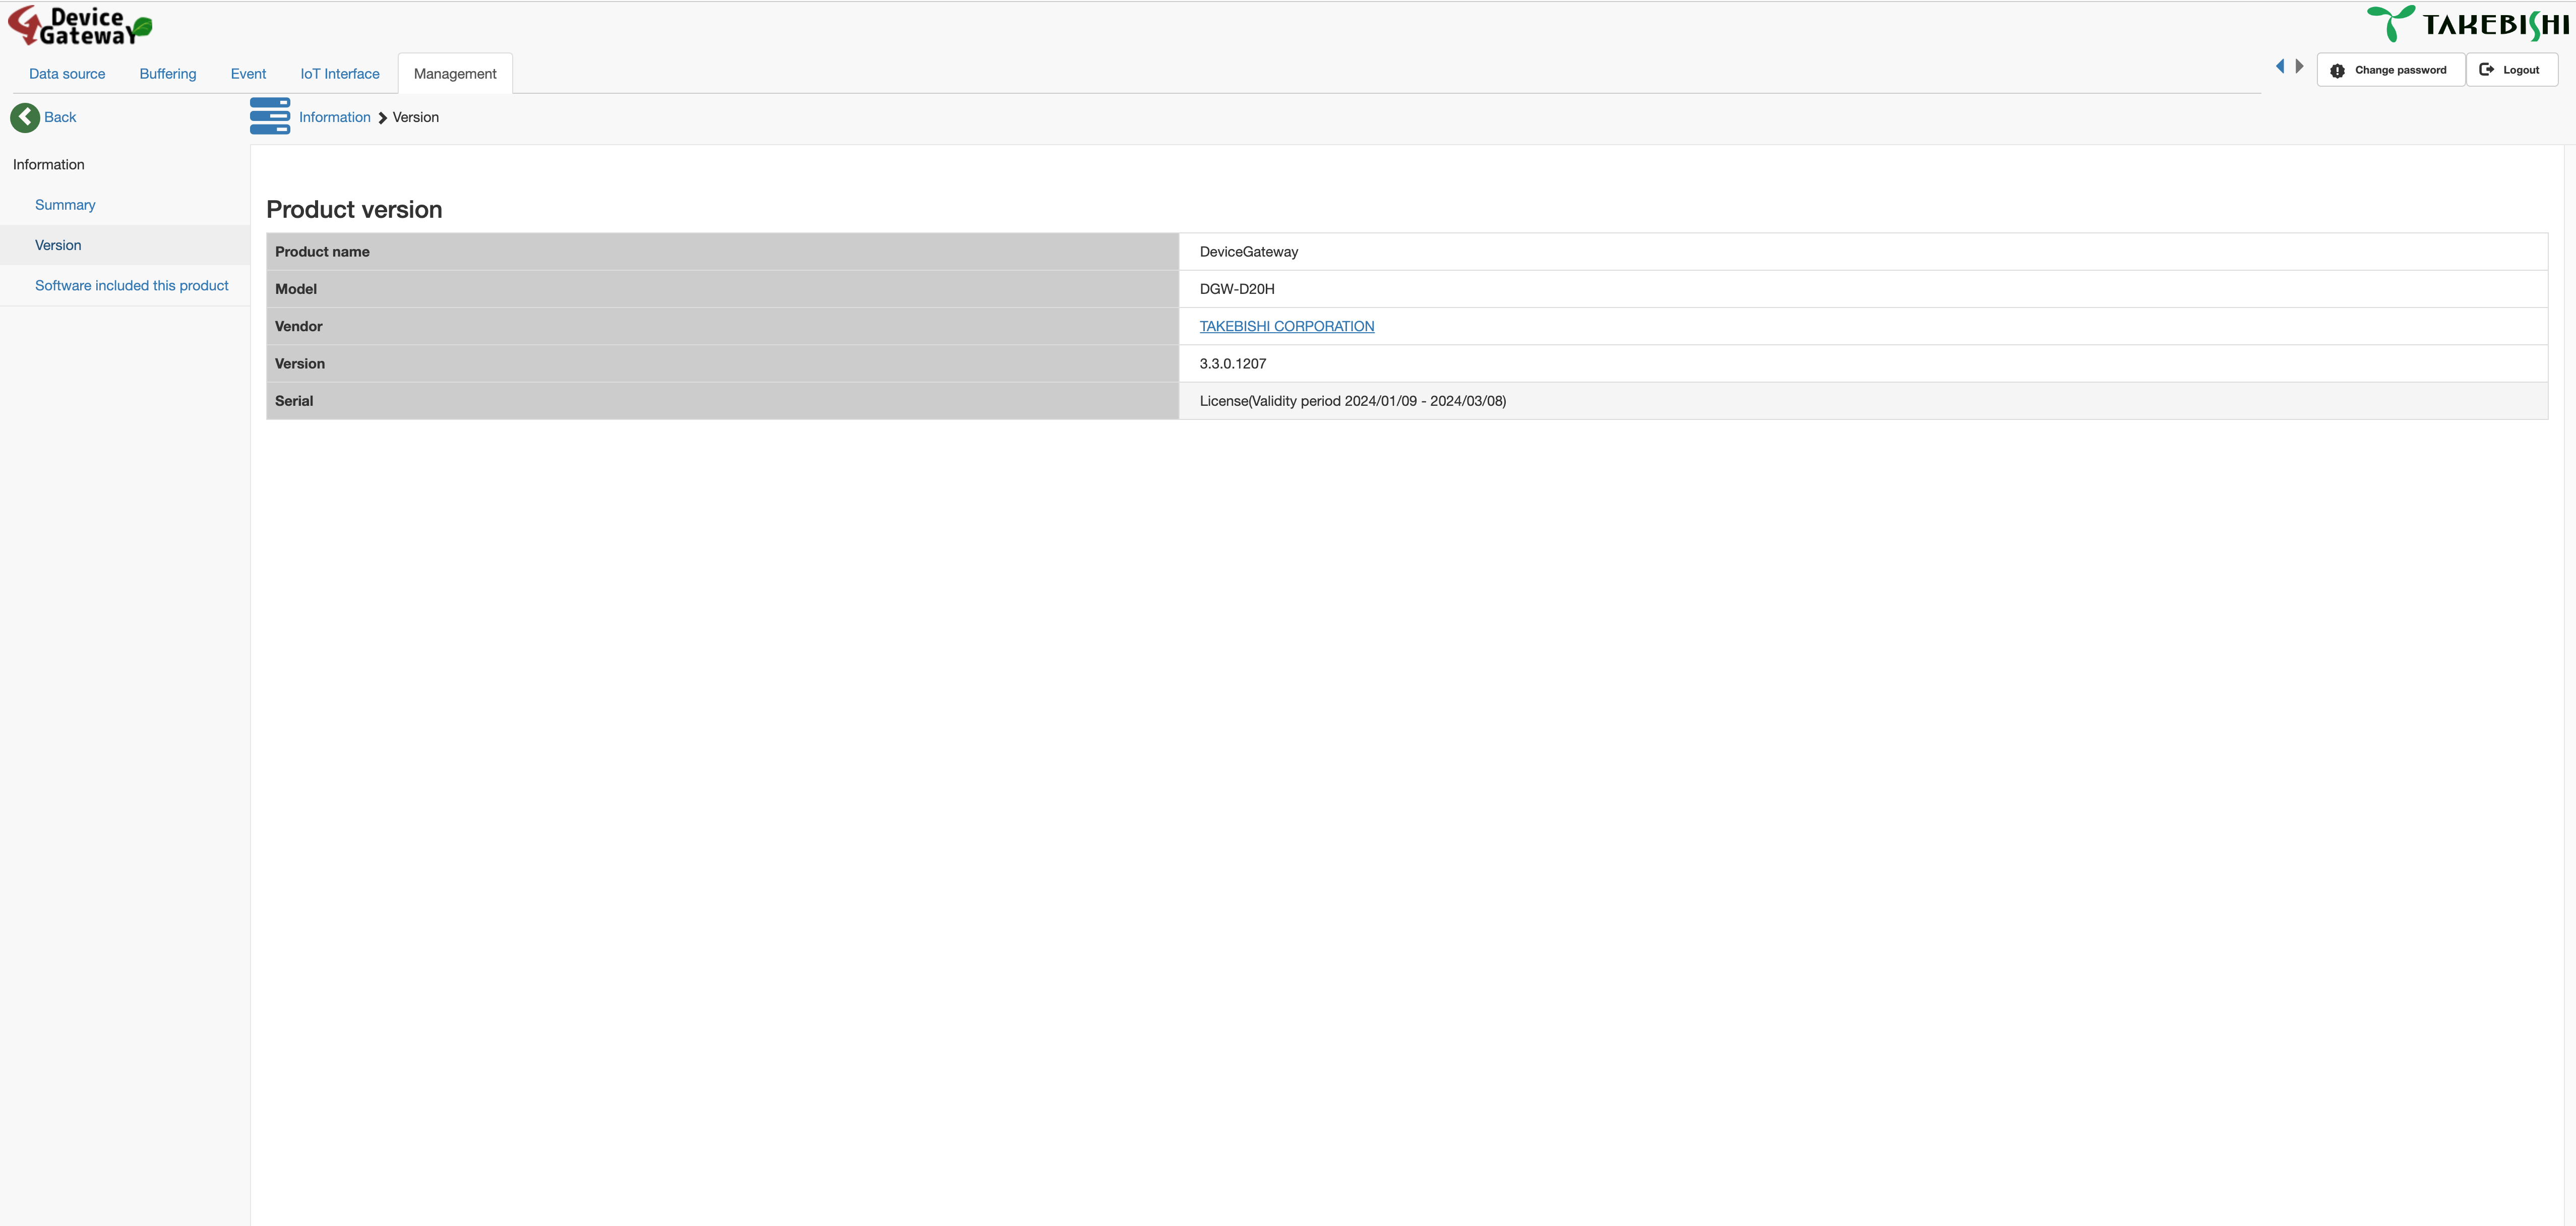 Device
Gateway
TAKEBISHI
Data source
Buffering
Event
IoT Interface
Management
Change password
Logout
Back
Information
Version
Information
Summary
Version
Software included this product
Product version
Product name
DeviceGateway
Model
DGW-D20H
Vendor
TAKEBISHI CORPORATION
Version
3.3.0.1207
Serial
License(Validity period 2024/01/09 - 2024/03/08)